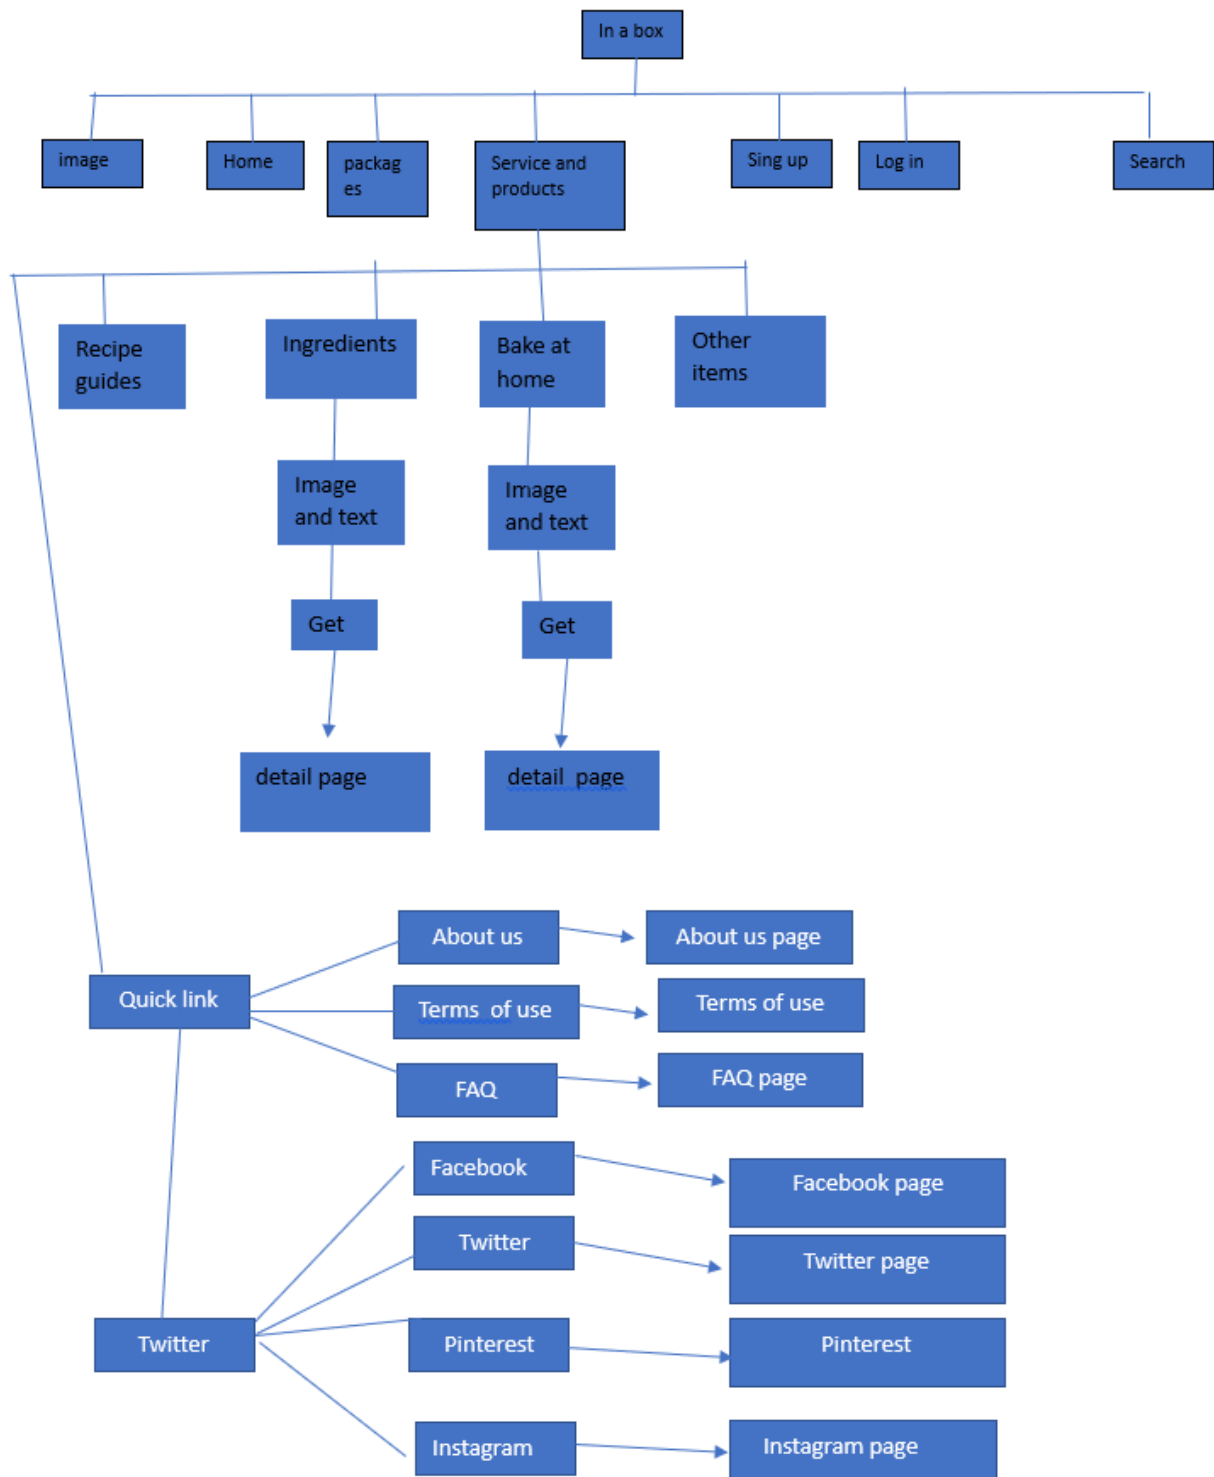 In a box
image
Home
packag
es
Service and
products
Sing up
Log in
Search
Recipe
guides
Ingredients
Bake at
home
Other
items
Image
and text
Image
and text
Get
Get
detail page
detail page
About us
About us page
Quick link
Terms of use
Terms of use
FAQ
FAQ page
Facebook
Facebook page
Twitter
Twitter page
Twitter
Pinterest
Pinterest
Instagram
Instagram page